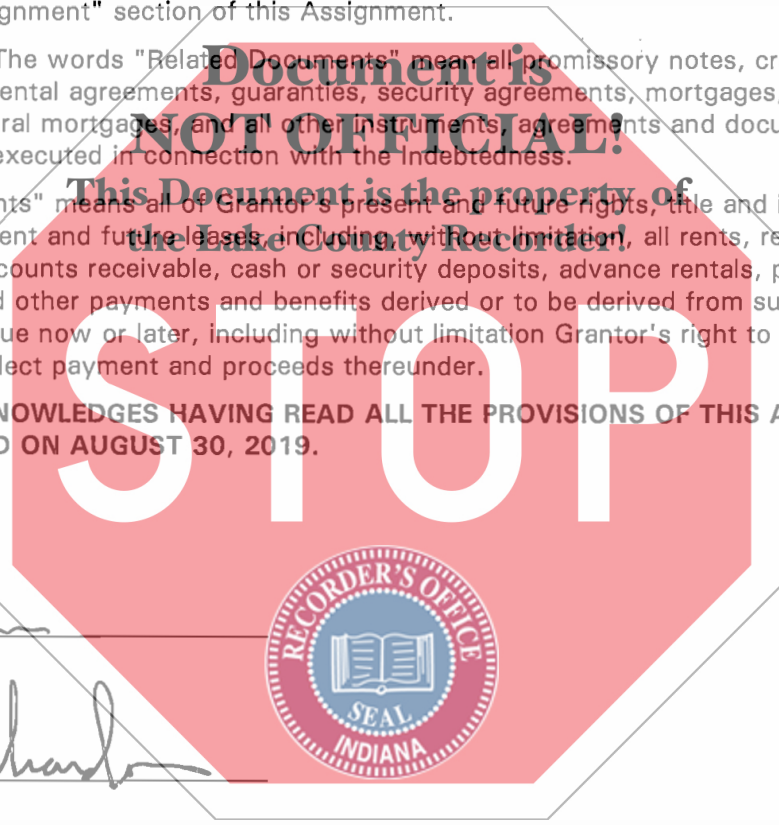 gnment" section of this Assignment.
The words "Related Documents" mean all promissory notes, cr
Document is
ental agreements, guaranties, security agreements, mortgages,
ral mortgages, and all other instruments, agreements and docu
NOT OFFICIAL!
executed in connection with the Indebtedness.
This Document is the property of
nts" means all of Grantor's present and future rights, title and i
ent and future leases, including, without limitation, all rents, re
the Lake County Recorder!
counts receivable, cash or security deposits, advance rentals, p
d other payments and benefits derived or to be derived from su
ue now or later, including without limitation Grantor's right to
lect payment and proceeds thereunder.
STOP
NOWLEDGES HAVING READ ALL THE PROVISIONS OF THIS A
D ON AUGUST 30, 2019.
RECORDER'S OFFICE
SEAL
INDIANA